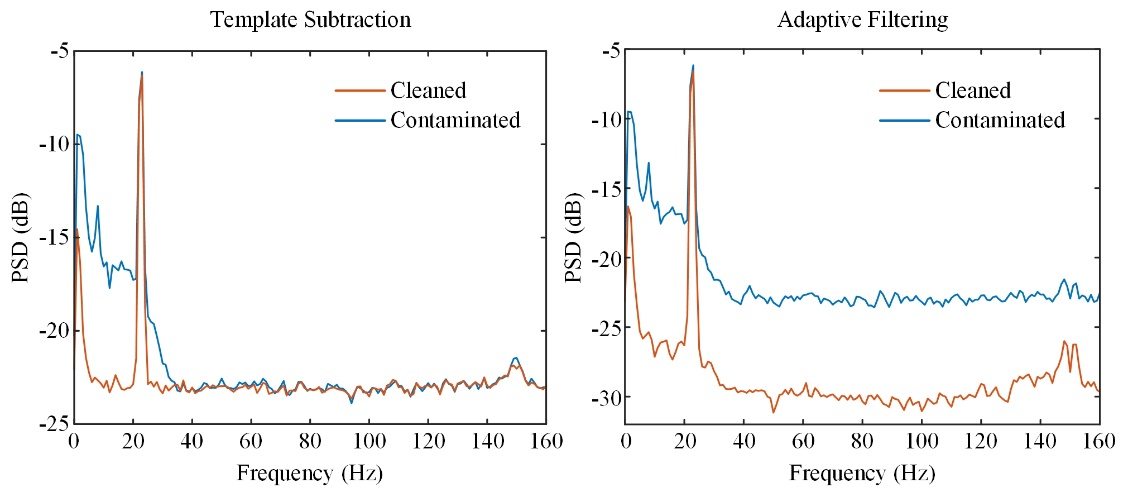 Template Subtraction
-5
-10
-15
-20
-25
PSD (dB)
Cleaned
Contaminated
0
20
40
60
80
100
120
140
160
Frequency (Hz)
Adaptive Filtering
-5
-10
-15
-20
-25
-30
PSD (dB)
Cleaned
Contaminated
0
20
40
60
80
100
120
140
160
Frequency (Hz)